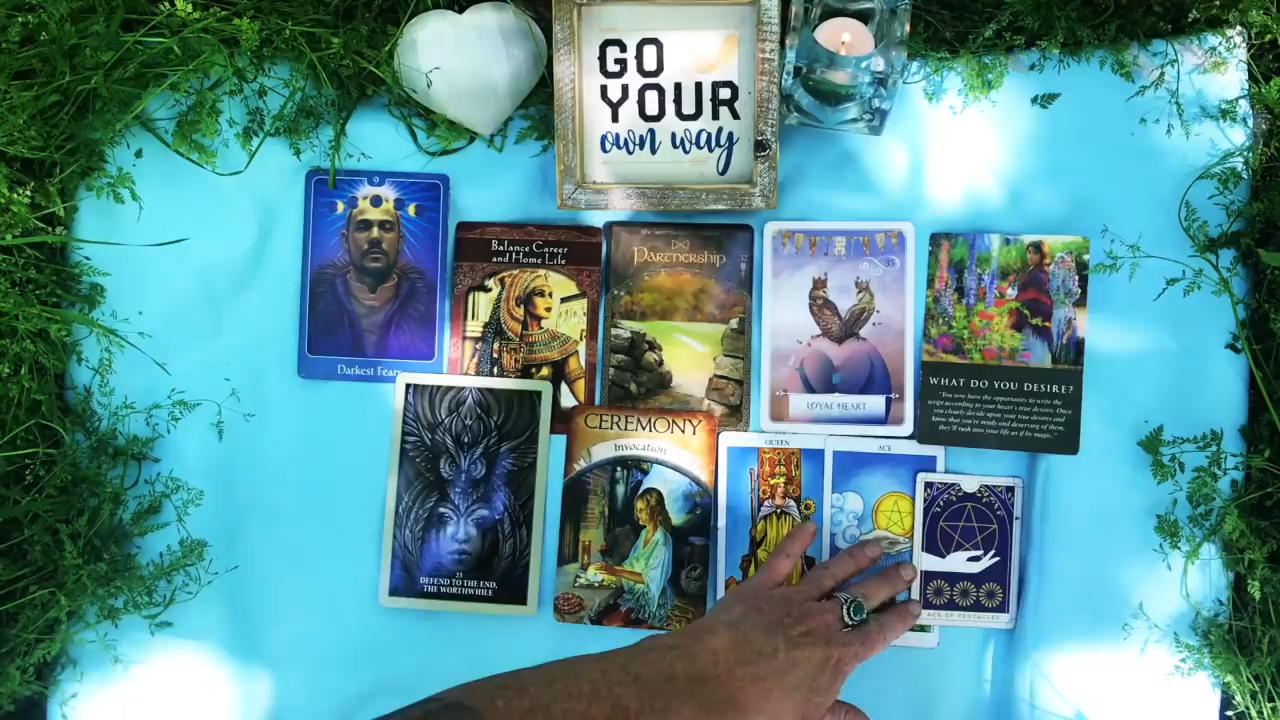 GO
YOUR
own way
9
Darkest Fears
Balance Career
and Home Life
Partnership
35
LOYAL HEART
WHAT DO YOU DESIRE?
"You now have the opportunity to write the
script according to your heart's true desires. Once
you clearly decide upon your true desires and
know that you're ready and deserving of them,
they'll rush into your life as if by magic."
23
DEFEND TO THE END,
THE WORTHWHILE
CEREMONY
Invocation
QUEEN
ACE
ACE OF PENTACLES